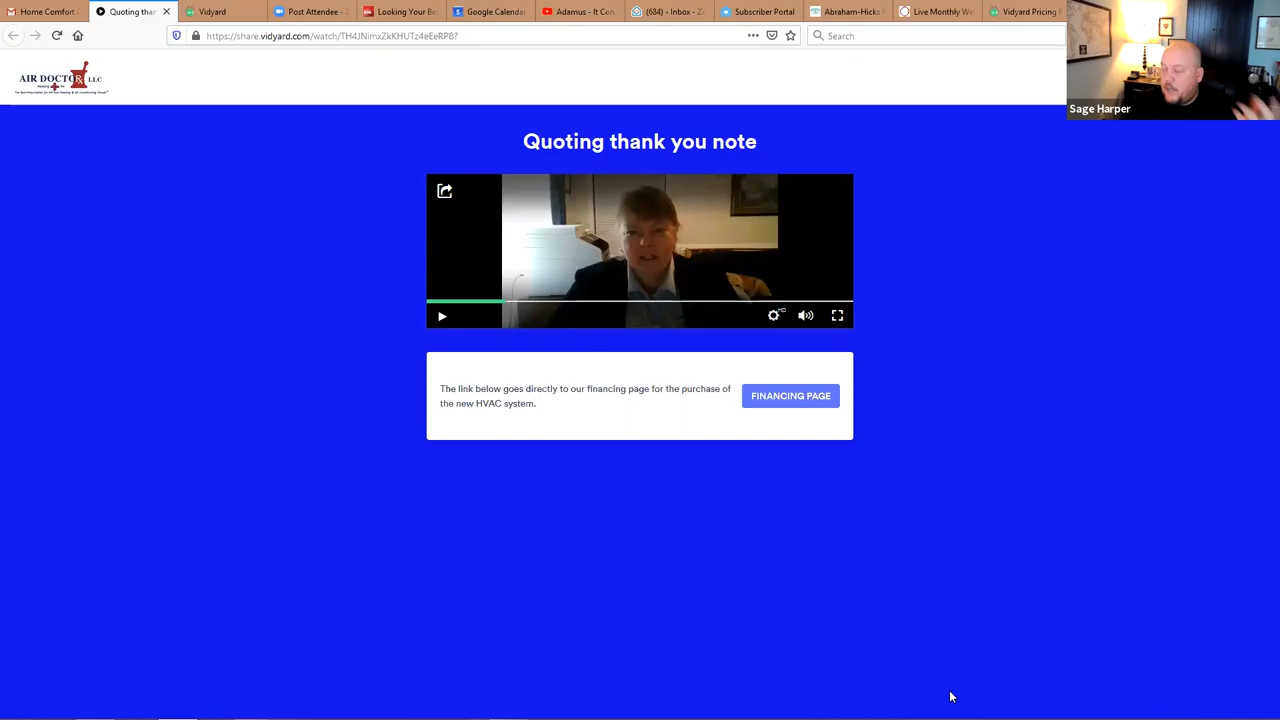 Home Comfort
Quoting than
Vidyard
Post Attendee - Z
Looking Your Be
Google Calenda
Adamus - It Con
(684) - Inbox - Zo
Subscriber Portal
Abraham-Hicks P
Live Monthly We
Vidyard Pricing P
https://share.vidyard.com/watch/TH4JNimxZkKHUTz4eEeRP8?
Search
AIR DOCTOR LLC
Sage Harper
Quoting thank you note
The link below goes directly to our financing page for the purchase of
the new HVAC system.
FINANCING PAGE